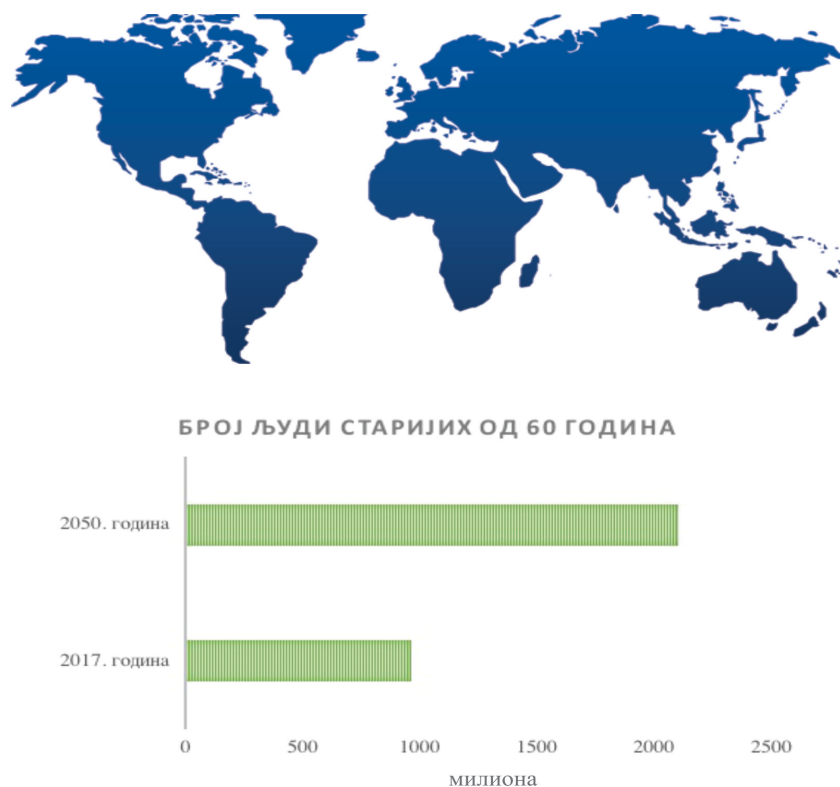 БРОЈ ЉУДИ СТАРИЈИХ ОД 60 ГОДИНА
2050. година
2017. година
0 500 1000 1500 2000 2500
милиона